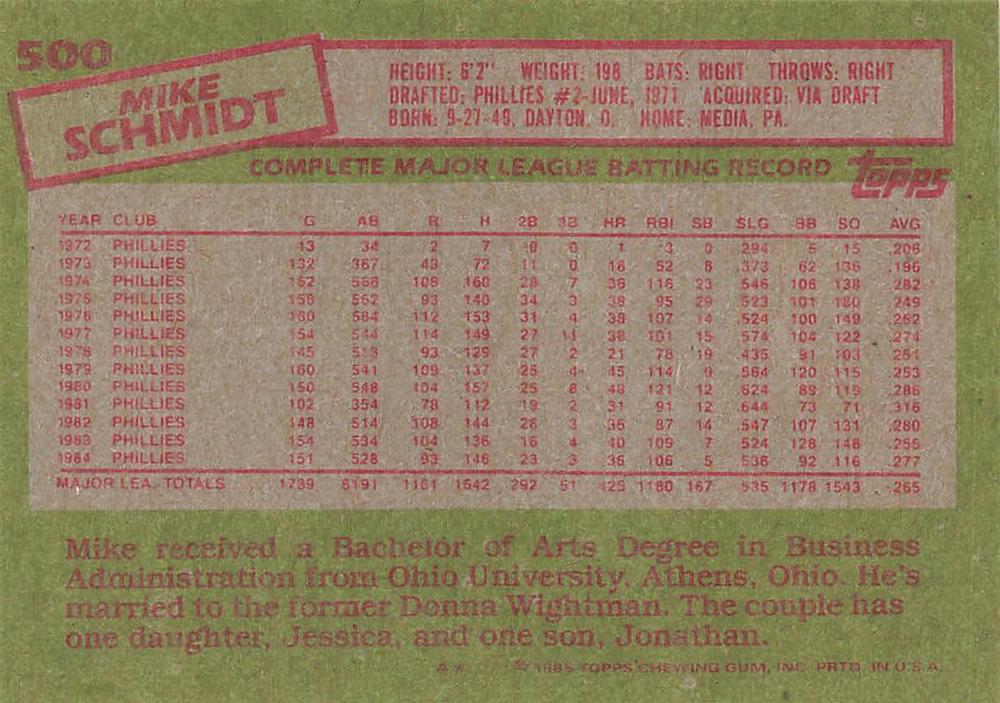 500
MIKE
SCHMIDT
HEIGHT: 6'2" WEIGHT: 198 BATS: RIGHT THROWS: RIGHT
DRAFTED: PHILLIES #2-JUNE, 1971 ACQUIRED: VIA DRAFT
BORN: 9-27-49, DAYTON, O. HOME: MEDIA, PA.
COMPLETE MAJOR LEAGUE BATTING RECORD
TOPPS
YEAR CLUB G AB R H 2B 3B HR RBI SB SLG BB SO AVG
1972 PHILLIES 13 34 2 7 0 0 1 3 0 .294 5 15 .206
1973 PHILLIES 132 367 43 72 11 0 18 52 8 .373 62 136 .196
1974 PHILLIES 162 568 108 160 28 7 36 116 23 .546 106 138 .282
1975 PHILLIES 158 562 93 140 34 3 38 95 29 .523 101 180 .249
1976 PHILLIES 160 584 112 153 31 4 38 107 14 .524 100 149 .262
1977 PHILLIES 154 544 114 149 27 11 38 101 15 .574 104 122 .274
1978 PHILLIES 145 513 93 129 27 2 21 78 19 .435 91 103 .251
1979 PHILLIES 160 541 109 137 25 4 45 114 9 .564 120 115 .253
1980 PHILLIES 150 548 104 157 25 8 48 121 12 .624 89 119 .286
1981 PHILLIES 102 354 78 112 19 2 31 91 12 .644 73 71 .316
1982 PHILLIES 148 514 108 144 26 3 35 87 14 .547 107 131 .280
1983 PHILLIES 154 534 104 136 16 4 40 109 7 .524 128 148 .255
1984 PHILLIES 151 528 93 146 23 3 36 106 5 .536 92 116 .277
MAJOR LEA. TOTALS 1789 6191 1161 1642 292 51 425 1180 167 .535 1178 1543 .265
Mike received a Bachelor of Arts Degree in Business
Administration from Ohio University, Athens, Ohio. He's
married to the former Donna Wightman. The couple has
one daughter, Jessica, and one son, Jonathan.
© 1985 TOPPS CHEWING GUM, INC. PRTD. IN U.S.A.